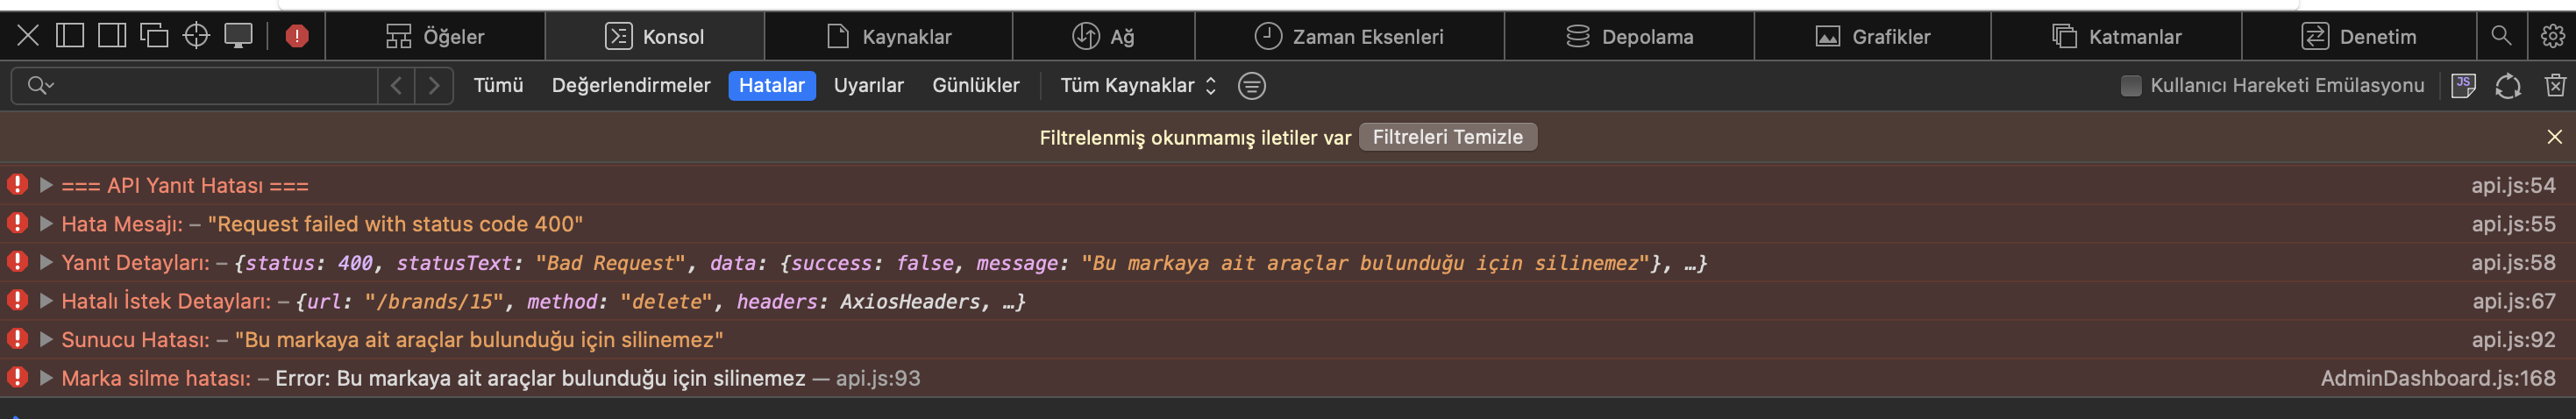 Öğeler Konsol Kaynaklar Ağ Zaman Eksenleri Depolama Grafikler Katmanlar Denetim
Tümü Değerlendirmeler Hatalar Uyarılar Günlükler Tüm Kaynaklar Kullanıcı Hareketi Emülasyonu
Filtrelenmiş okunmamış iletiler var Filtreleri Temizle
=== API Yanıt Hatası === api.js:54
Hata Mesajı: – "Request failed with status code 400" api.js:55
Yanıt Detayları: – {status: 400, statusText: "Bad Request", data: {success: false, message: "Bu markaya ait araçlar bulunduğu için silinemez"}, …} api.js:58
Hatalı İstek Detayları: – {url: "/brands/15", method: "delete", headers: AxiosHeaders, …} api.js:67
Sunucu Hatası: – "Bu markaya ait araçlar bulunduğu için silinemez" api.js:92
Marka silme hatası: – Error: Bu markaya ait araçlar bulunduğu için silinemez — api.js:93 AdminDashboard.js:168